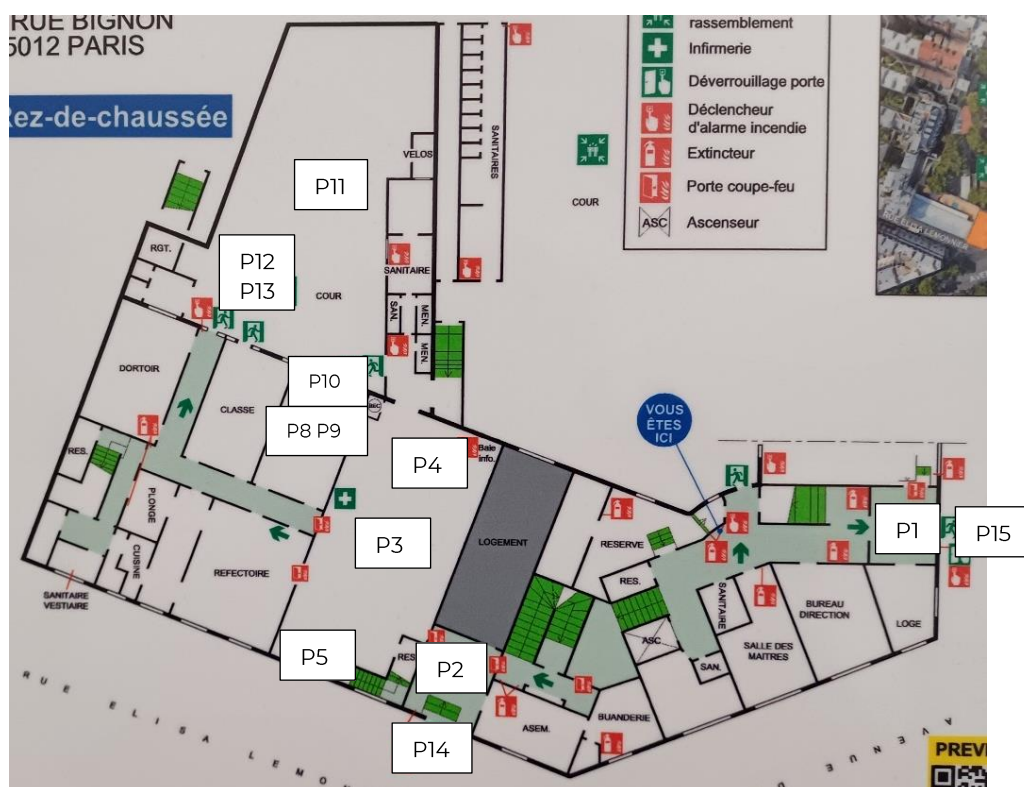 RUE BIGNON
5012 PARIS
Rez-de-chaussée
rassemblement
Infirmerie
Déverrouillage porte
Déclencheur
d'alarme incendie
Extincteur
Porte coupe-feu
ASC
Ascenseur
VELOS
SANITAIRES
COUR
P11
RGT.
P12
P13
COUR
SANITAIRE
SAN.
MEN.
MEN.
DORTOIR
CLASSE
P10
P8 P9
P4
Baie
info.
VOUS
ÊTES
ICI
RES.
PLONGE
CUISINE
REFECTOIRE
P3
LOGEMENT
RESERVE
RES.
ASC
SANITAIRE
SAN.
SALLE DES
MAITRES
BUREAU
DIRECTION
LOGE
P1
P15
SANITAIRE
VESTIAIRE
P5
RES
P2
P14
ASEM.
BUANDERIE
RUE ELISA LEMO
AVENUE D
PREV